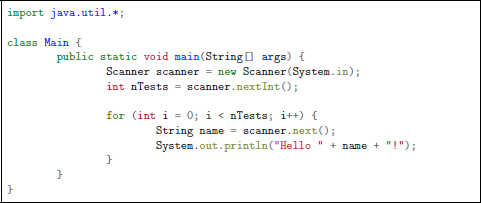 import java.util.*;

class Main {
        public static void main(String[] args) {
                Scanner scanner = new Scanner(System.in);
                int nTests = scanner.nextInt();

                for (int i = 0; i < nTests; i++) {
                        String name = scanner.next();
                        System.out.println("Hello " + name + "!");
                }
        }
}